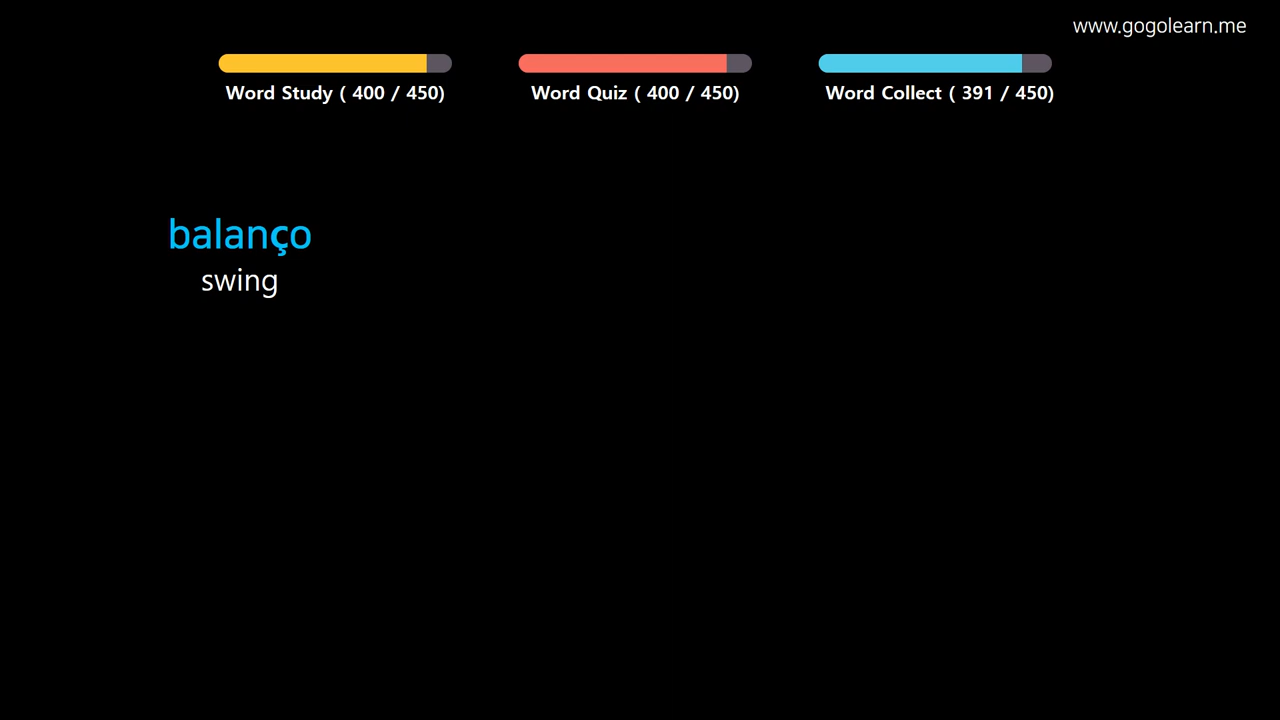 www.gogolearn.me
Word Study ( 400 / 450)
Word Quiz ( 400 / 450)
Word Collect ( 391 / 450)
balanço
swing